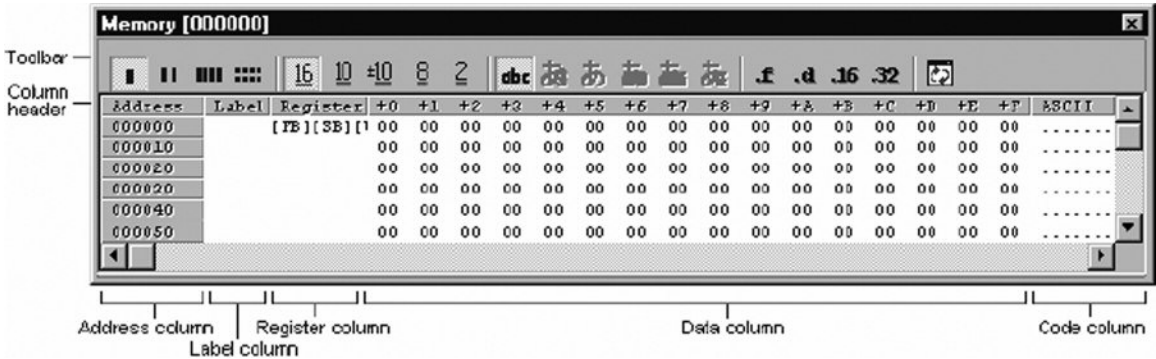 Memory [000000]
Toolbar
16 10 ±10 8 2 abc あ .f .d .16 .32
Column
header
Address Label Register +0 +1 +2 +3 +4 +5 +6 +7 +8 +9 +A +B +C +D +E +F ASCII
000000 [FB][SB][ 00 00 00 00 00 00 00 00 00 00 00 00 00 00 00 00 .......
000010 00 00 00 00 00 00 00 00 00 00 00 00 00 00 00 00 .......
000020 00 00 00 00 00 00 00 00 00 00 00 00 00 00 00 00 .......
000020 00 00 00 00 00 00 00 00 00 00 00 00 00 00 00 00 .......
000040 00 00 00 00 00 00 00 00 00 00 00 00 00 00 00 00 .......
000050 00 00 00 00 00 00 00 00 00 00 00 00 00 00 00 00 .......
Address column Register column Data column Code column
Label column